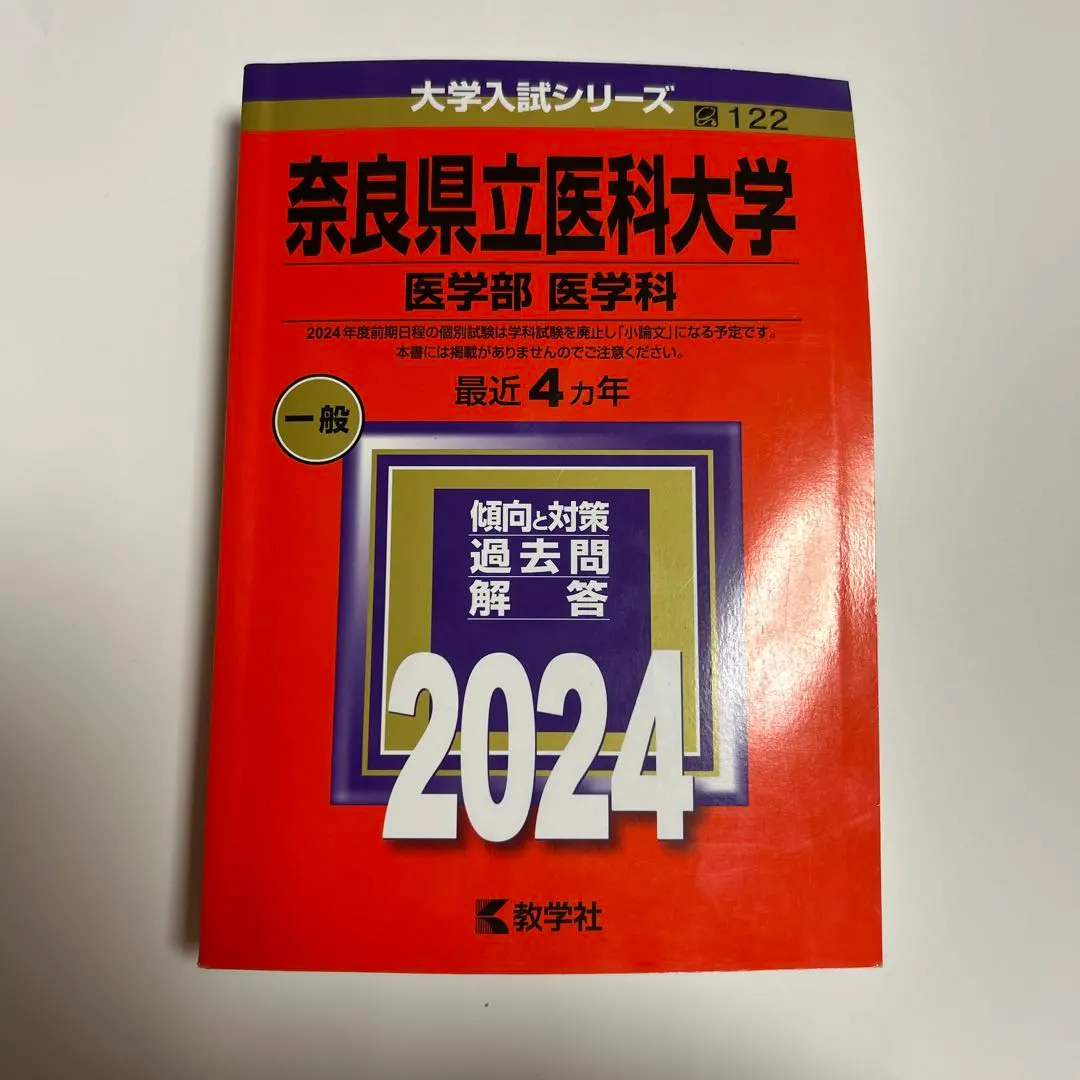 大学入試シリーズ
122
奈良県立医科大学
医学部 医学科
2024年度前期日程の個別試験は学科試験を廃止し「小論文」になる予定です。
本書には掲載がありませんのでご注意ください。
最近4カ年
一般
傾向と対策
過去問
解答
2024
教学社